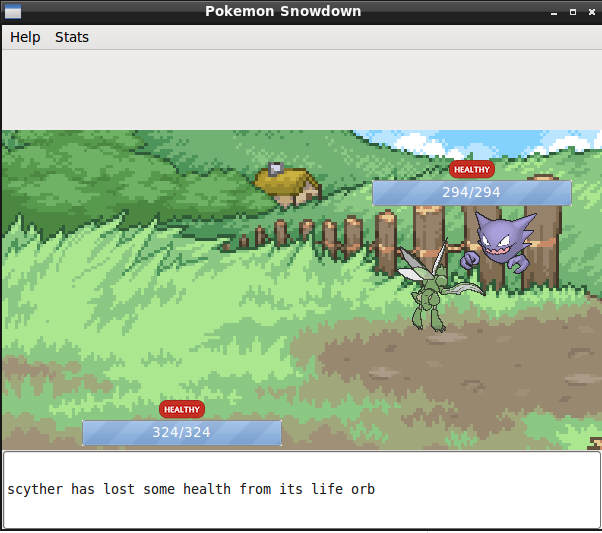 Pokemon Snowdown
Help Stats
HEALTHY
294/294
HEALTHY
324/324
scyther has lost some health from its life orb